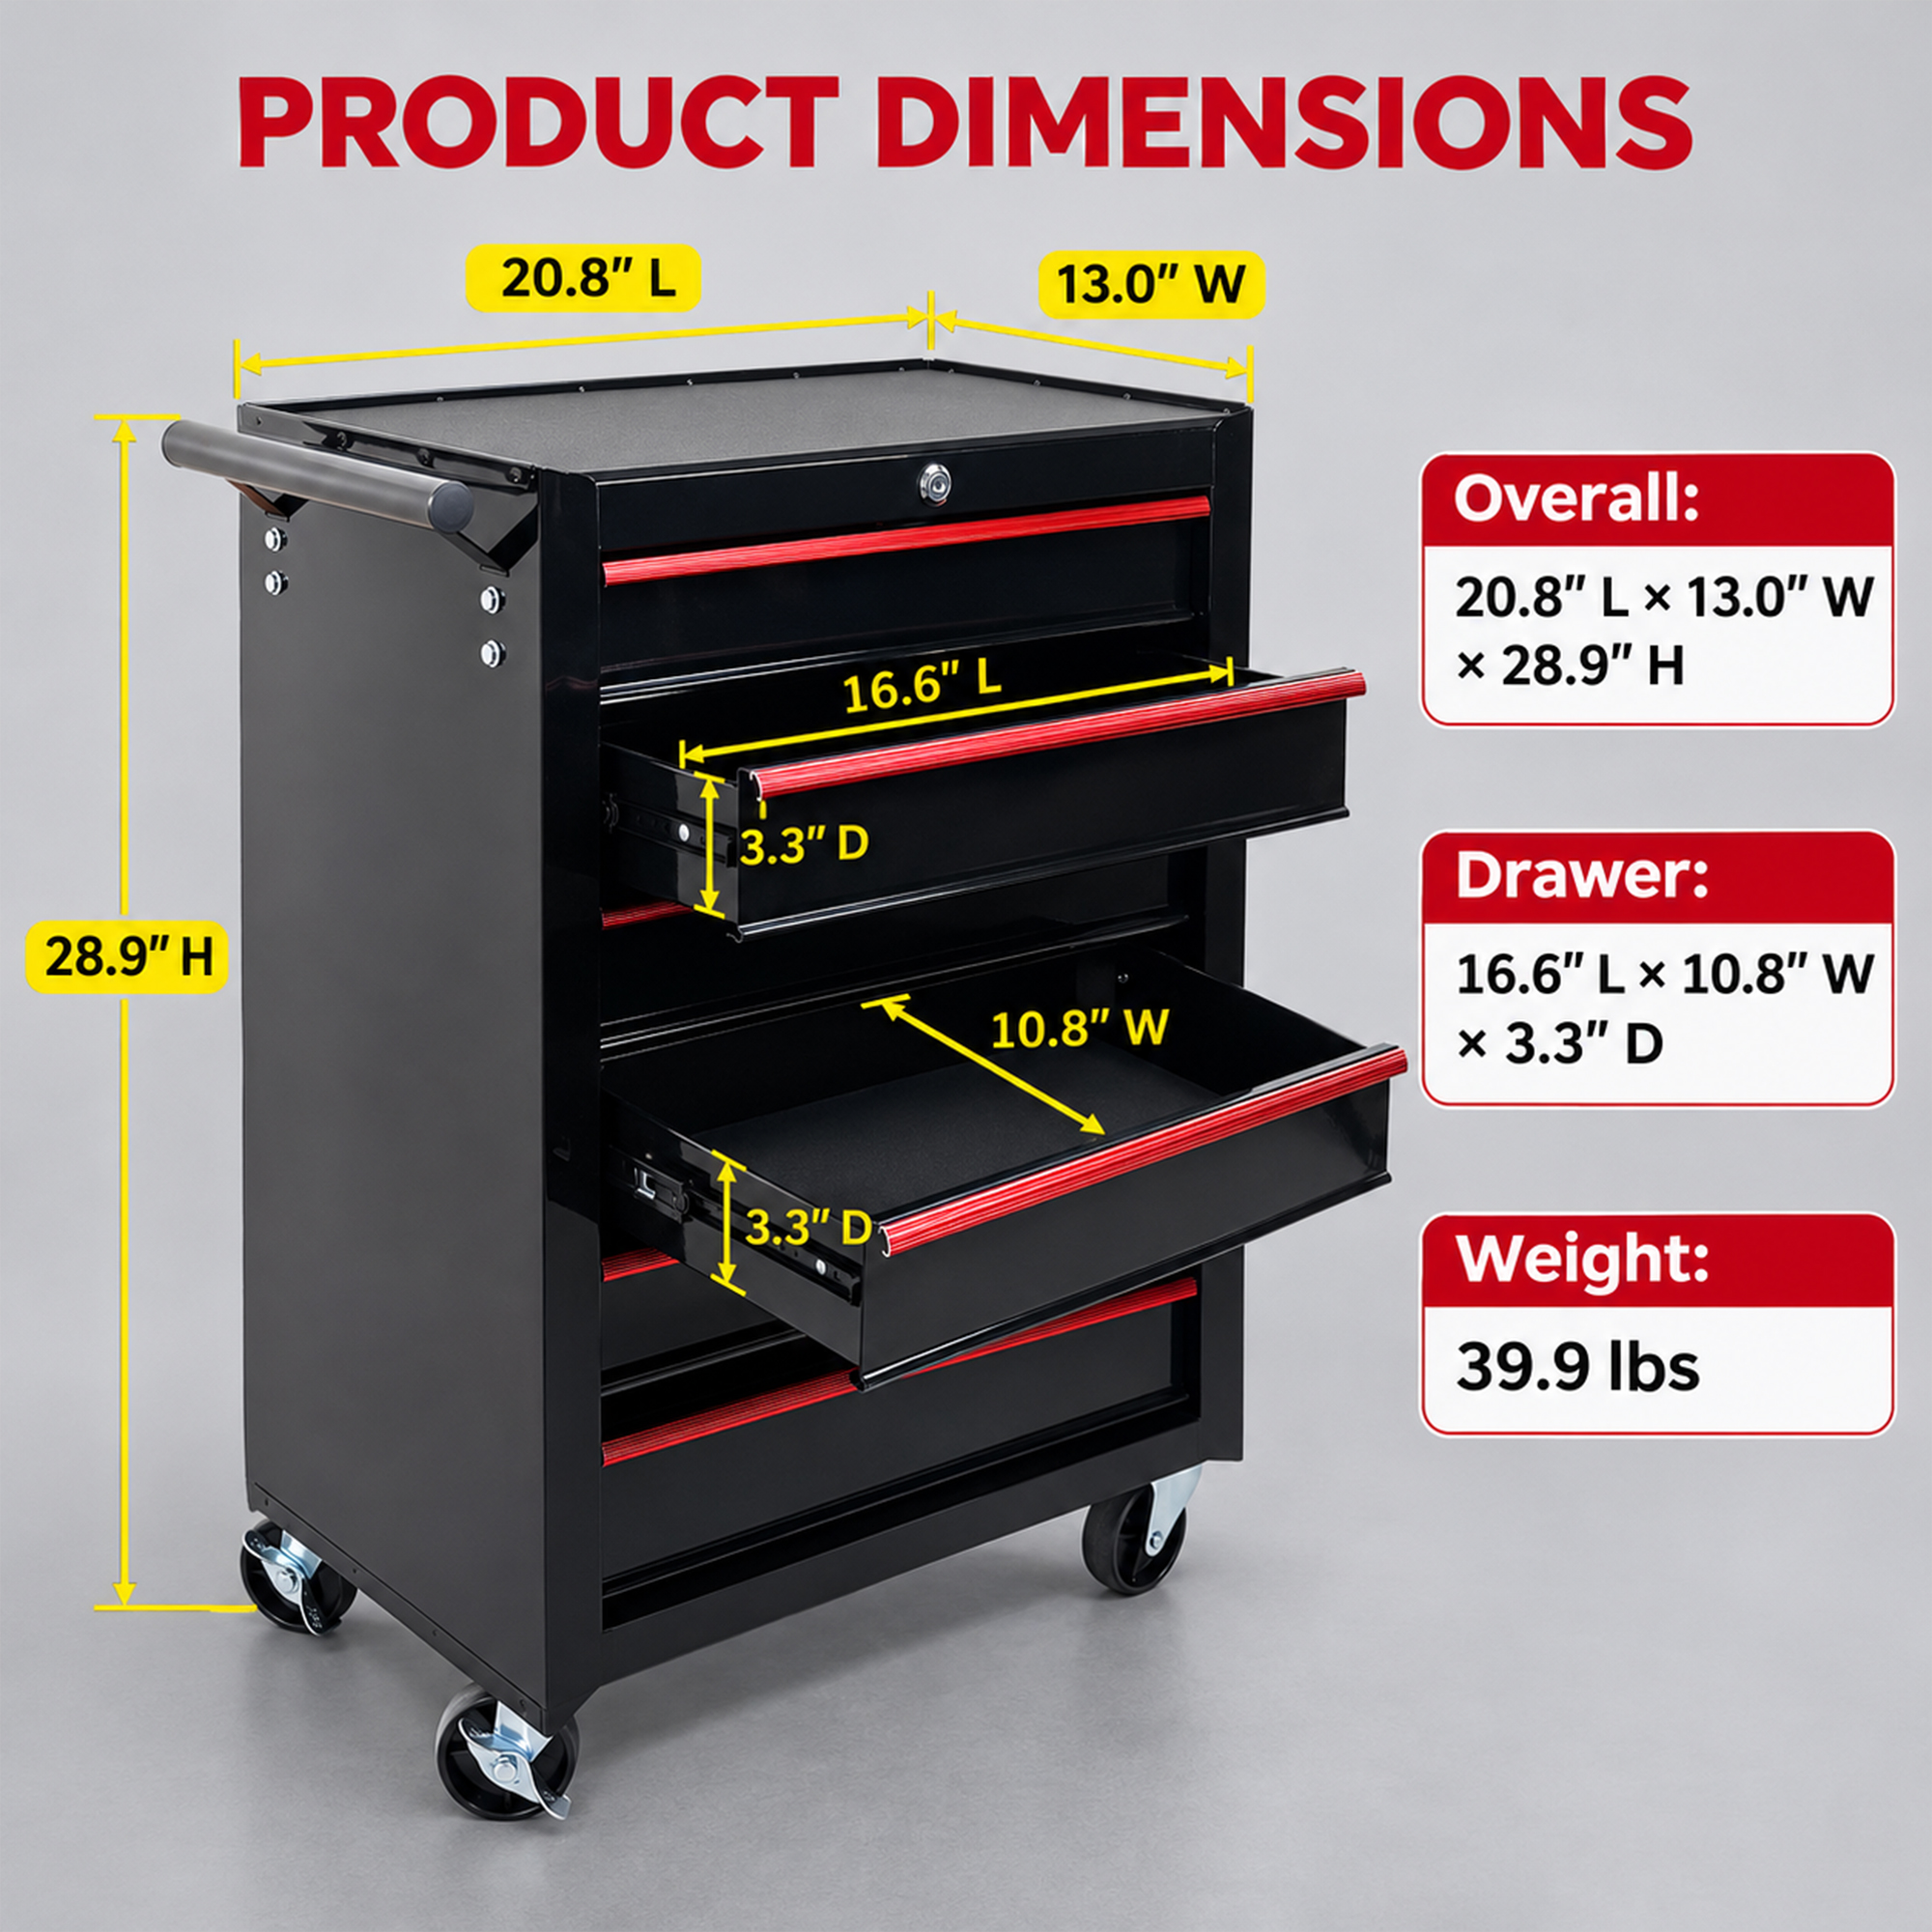 PRODUCT DIMENSIONS
20.8" L
13.0" W
Overall:
20.8" L × 13.0" W
× 28.9" H
16.6" L
3.3" D
Drawer:
16.6" L × 10.8" W
× 3.3" D
28.9" H
10.8" W
3.3" D
Weight:
39.9 lbs